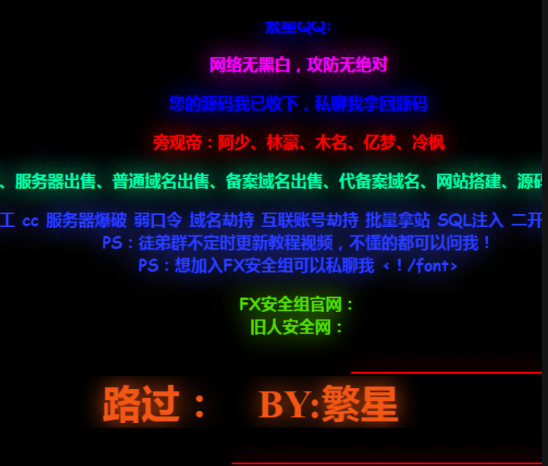 繁星QQ:
网络无黑白，攻防无绝对
您的源码我已收下，私聊我拿回源码
旁观帝：阿少、林豪、木名、亿梦、冷枫
、服务器出售、普通域名出售、备案域名出售、代备案域名、网站搭建、源码
工 cc 服务器爆破 弱口令 域名劫持 互联账号劫持 批量拿站 SQL注入 二开
PS：徒弟群不定时更新教程视频，不懂的都可以问我！
PS：想加入FX安全组可以私聊我 <！/font>
FX安全组官网：
旧人安全网：
路过： BY:繁星